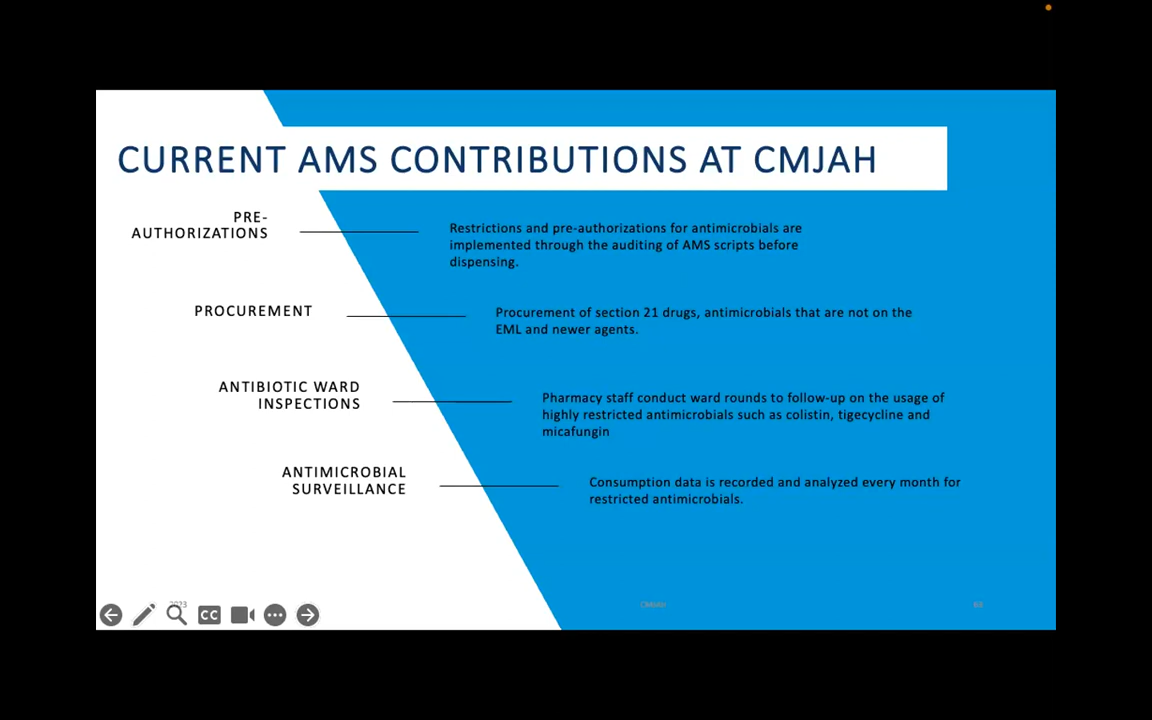 CURRENT AMS CONTRIBUTIONS AT CMJAH
PRE-
AUTHORIZATIONS
Restrictions and pre-authorizations for antimicrobials are
implemented through the auditing of AMS scripts before
dispensing.
PROCUREMENT
Procurement of section 21 drugs, antimicrobials that are not on the
EML and newer agents.
ANTIBIOTIC WARD
INSPECTIONS
Pharmacy staff conduct ward rounds to follow-up on the usage of
highly restricted antimicrobials such as colistin, tigecycline and
micafungin
ANTIMICROBIAL
SURVEILLANCE
Consumption data is recorded and analyzed every month for
restricted antimicrobials.
2023
CMJAH
CC